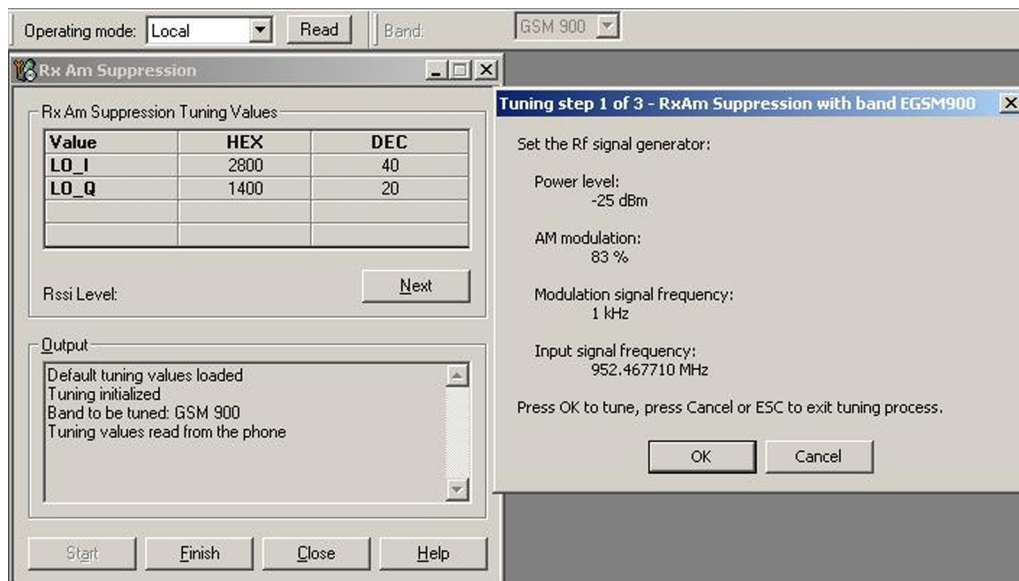 Operating mode: Local Read Band: GSM 900
Rx Am Suppression
Rx Am Suppression Tuning Values
Value HEX DEC
LO_I 2800 40
LO_Q 1400 20
Rssi Level: Next
Output
Default tuning values loaded
Tuning initialized
Band to be tuned: GSM 900
Tuning values read from the phone
Start Finish Close Help
Tuning step 1 of 3 - RxAm Suppression with band EGSM900
Set the Rf signal generator:
Power level:
-25 dBm
AM modulation:
83 %
Modulation signal frequency:
1 kHz
Input signal frequency:
952.467710 MHz
Press OK to tune, press Cancel or ESC to exit tuning process.
OK Cancel